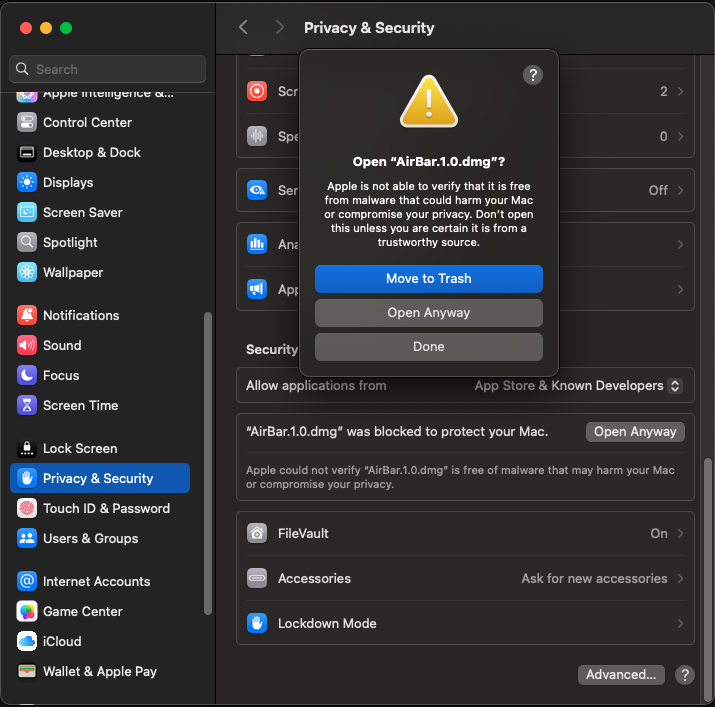 Privacy & Security
Search
Apple Intelligence &...
Control Center
Desktop & Dock
Displays
Screen Saver
Spotlight
Wallpaper
Notifications
Sound
Focus
Screen Time
Lock Screen
Privacy & Security
Touch ID & Password
Users & Groups
Internet Accounts
Game Center
iCloud
Wallet & Apple Pay
Scr
2
Spe
0
Sen
Off
Ana
App
?
Open “AirBar.1.0.dmg”?
Apple is not able to verify that it is free
from malware that could harm your Mac
or compromise your privacy. Don’t open
this unless you are certain it is from a
trustworthy source.
Move to Trash
Open Anyway
Done
Security
Allow applications from
App Store & Known Developers
“AirBar.1.0.dmg” was blocked to protect your Mac.
Open Anyway
Apple could not verify “AirBar.1.0.dmg” is free of malware that may harm your Mac
or compromise your privacy.
FileVault
On
Accessories
Ask for new accessories
Lockdown Mode
Advanced...
?